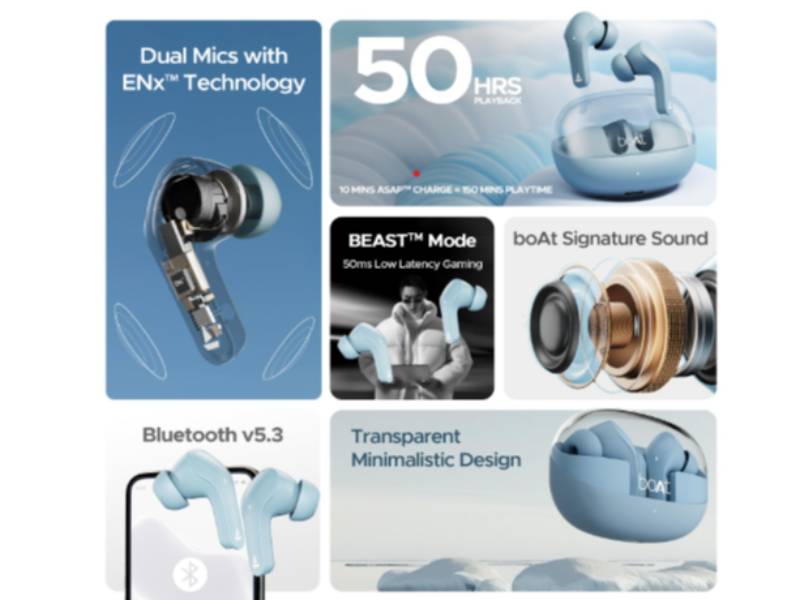 Dual Mics with
ENx™ Technology
50 HRS
PLAYBACK
10 MINS ASAP™ CHARGE = 150 MINS PLAYTIME
boAt
BEAST™ Mode
50ms Low Latency Gaming
boAt Signature Sound
Bluetooth v5.3
Transparent
Minimalistic Design
boAt